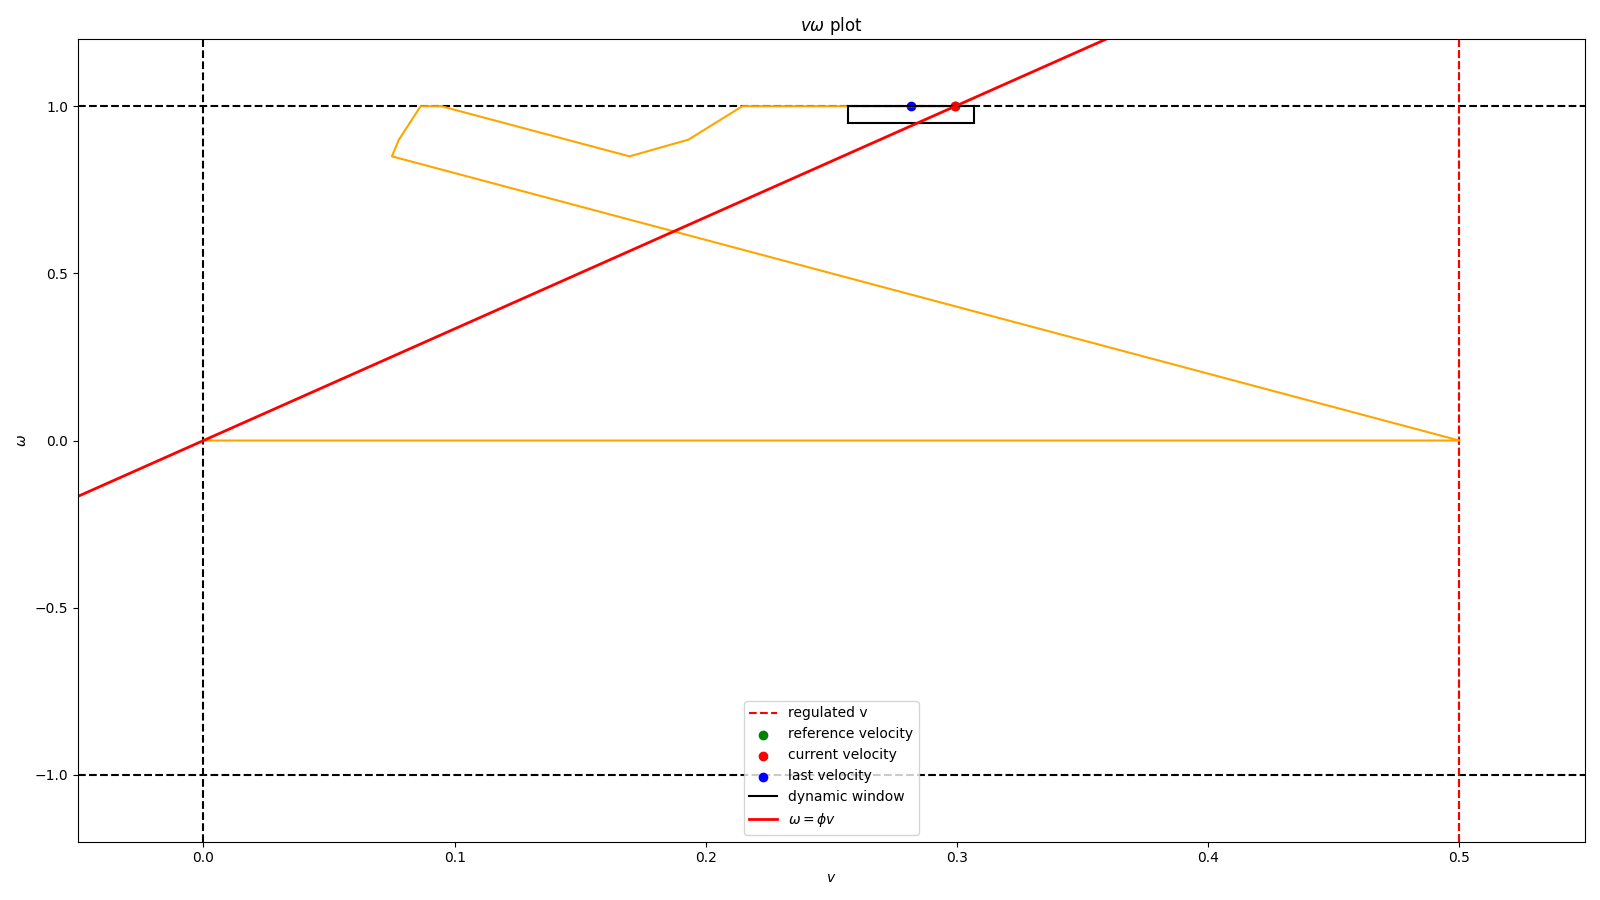 vω plot
1.0
0.5
0.0
−0.5
−1.0
ω
regulated v
reference velocity
current velocity
last velocity
dynamic window
ω = ϕv
0.0 0.1 0.2 0.3 0.4 0.5
v